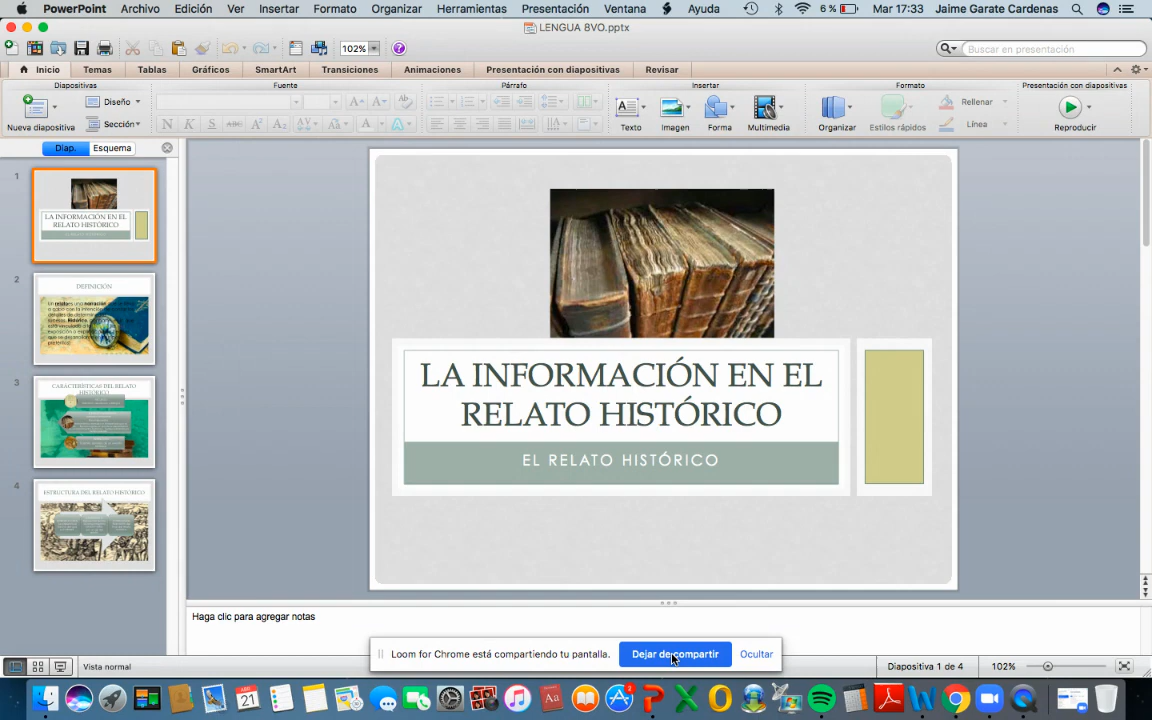 PowerPoint Archivo Edición Ver Insertar Formato Organizar Herramientas Presentación Ventana Ayuda 6 % Mar 17:33 Jaime Garate Cardenas
LENGUA 8VO.pptx
102% Buscar en presentación
Inicio Temas Tablas Gráficos SmartArt Transiciones Animaciones Presentación con diapositivas Revisar
Diapositivas Fuente Párrafo Insertar Formato Presentación con diapositivas
Diseño Rellenar
Nueva diapositiva Sección Texto Imagen Forma Multimedia Organizar Estilos rápidos Línea Reproducir
Diap. Esquema
1
LA INFORMACIÓN EN EL
RELATO HISTÓRICO
2
DEFINICIÓN
3
CARACTERÍSTICAS DEL RELATO
HISTÓRICO
4
ESTRUCTURA DEL RELATO HISTORICO
LA INFORMACIÓN EN EL
RELATO HISTÓRICO
EL RELATO HISTÓRICO
Haga clic para agregar notas
Loom for Chrome está compartiendo tu pantalla. Dejar de compartir Ocultar
Vista normal Diapositiva 1 de 4 102%